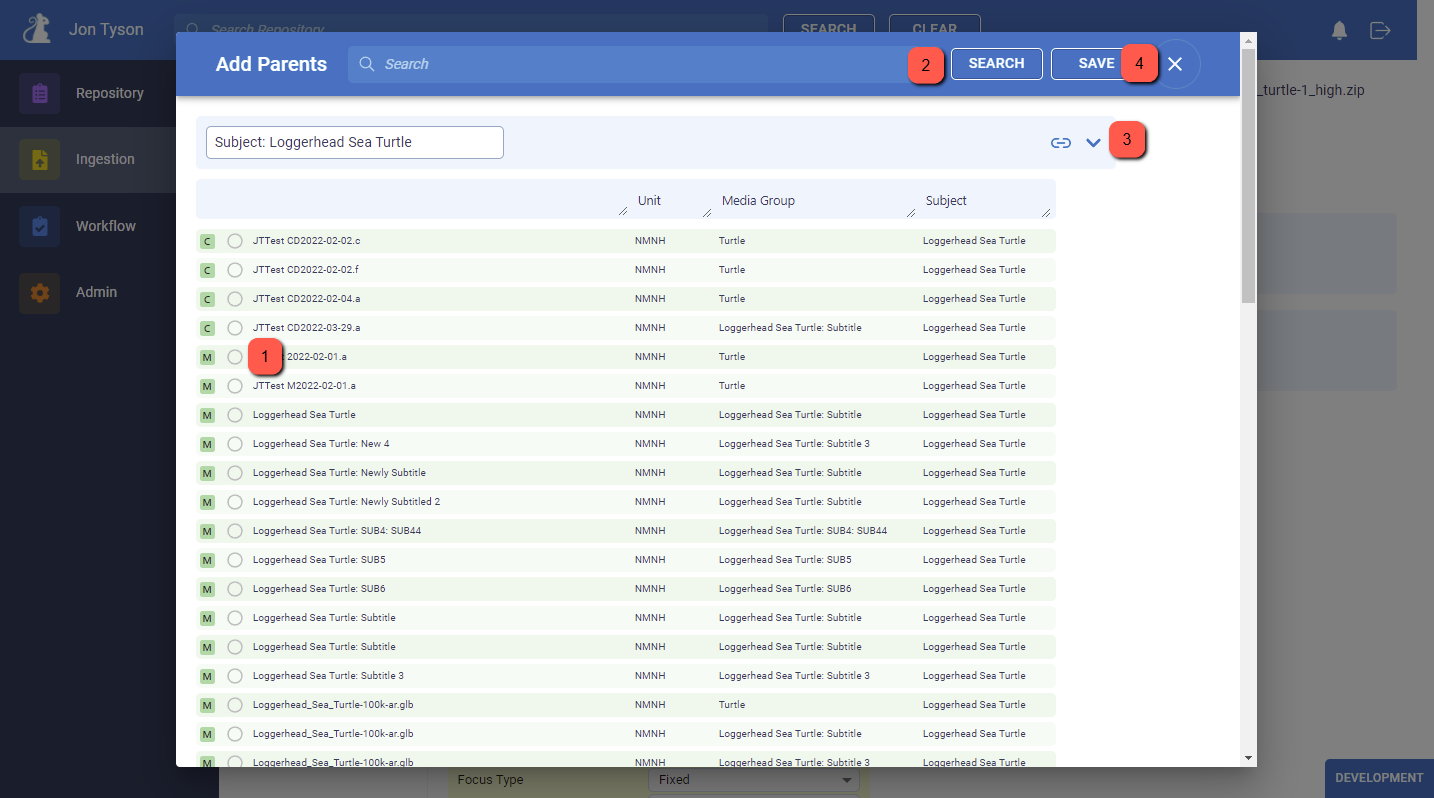 Jon Tyson
Search Repository
SEARCH
CLEAR
Add Parents
Search
2
SEARCH
SAVE
4
_turtle-1_high.zip
Repository
Ingestion
Workflow
Admin
Subject: Loggerhead Sea Turtle
3
Unit Media Group Subject
C JTTest CD2022-02-02.c NMNH Turtle Loggerhead Sea Turtle
C JTTest CD2022-02-02.f NMNH Turtle Loggerhead Sea Turtle
C JTTest CD2022-02-04.a NMNH Turtle Loggerhead Sea Turtle
C JTTest CD2022-03-29.a NMNH Loggerhead Sea Turtle: Subtitle Loggerhead Sea Turtle
M 1 2022-02-01.a NMNH Turtle Loggerhead Sea Turtle
M JTTest M2022-02-01.a NMNH Turtle Loggerhead Sea Turtle
M Loggerhead Sea Turtle NMNH Loggerhead Sea Turtle: Subtitle Loggerhead Sea Turtle
M Loggerhead Sea Turtle: New 4 NMNH Loggerhead Sea Turtle: Subtitle 3 Loggerhead Sea Turtle
M Loggerhead Sea Turtle: Newly Subtitle NMNH Loggerhead Sea Turtle: Subtitle Loggerhead Sea Turtle
M Loggerhead Sea Turtle: Newly Subtitled 2 NMNH Loggerhead Sea Turtle: Subtitle Loggerhead Sea Turtle
M Loggerhead Sea Turtle: SUB4: SUB44 NMNH Loggerhead Sea Turtle: SUB4: SUB44 Loggerhead Sea Turtle
M Loggerhead Sea Turtle: SUB5 NMNH Loggerhead Sea Turtle: SUB5 Loggerhead Sea Turtle
M Loggerhead Sea Turtle: SUB6 NMNH Loggerhead Sea Turtle: SUB6 Loggerhead Sea Turtle
M Loggerhead Sea Turtle: Subtitle NMNH Loggerhead Sea Turtle: Subtitle Loggerhead Sea Turtle
M Loggerhead Sea Turtle: Subtitle NMNH Loggerhead Sea Turtle: Subtitle Loggerhead Sea Turtle
M Loggerhead Sea Turtle: Subtitle 3 NMNH Loggerhead Sea Turtle: Subtitle 3 Loggerhead Sea Turtle
M Loggerhead_Sea_Turtle-100k-ar.glb NMNH Turtle Loggerhead Sea Turtle
M Loggerhead_Sea_Turtle-100k-ar.glb NMNH Loggerhead Sea Turtle: Subtitle Loggerhead Sea Turtle
M Loggerhead_Sea_Turtle-100k-ar.glb NMNH Loggerhead Sea Turtle: Subtitle 3 Loggerhead Sea Turtle
Focus Type Fixed
DEVELOPMENT